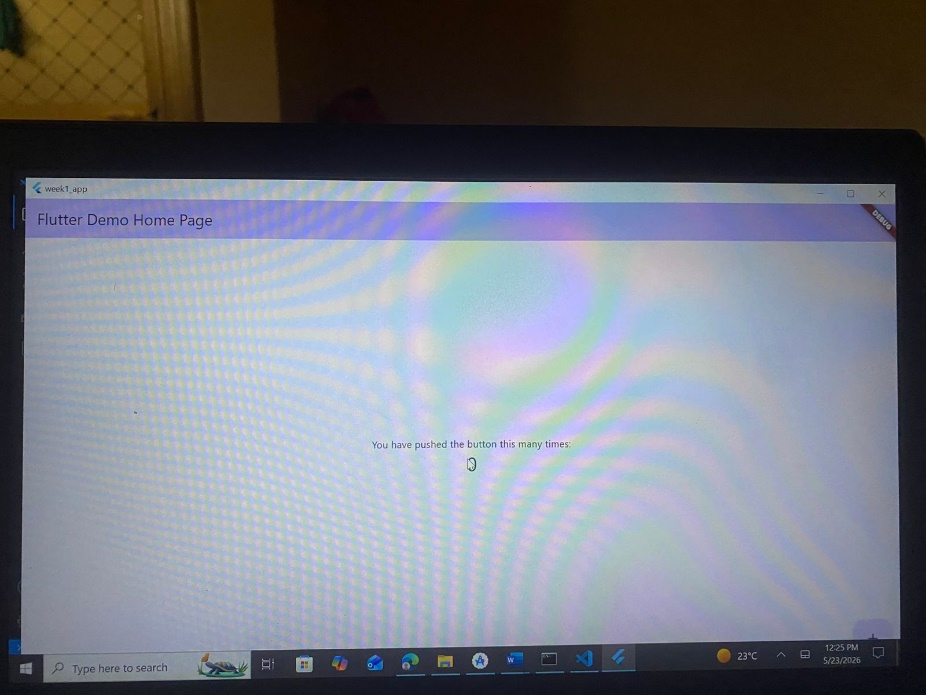 week1_app
Flutter Demo Home Page
DEBUG
You have pushed the button this many times:
0
Type here to search
23°C
12:25 PM
5/23/2026